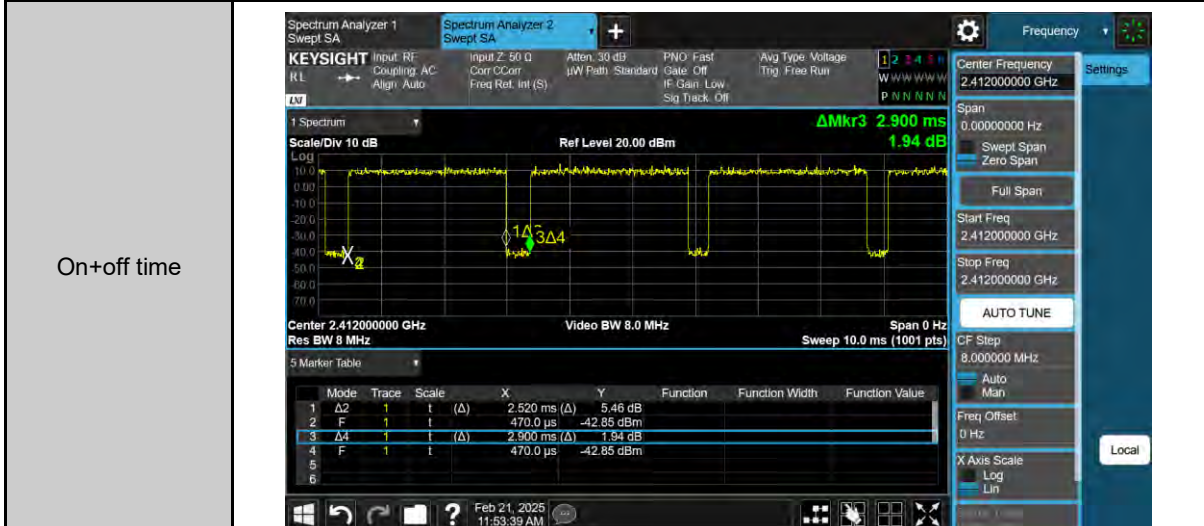 On+off time
Spectrum Analyzer 1
Swept SA
Spectrum Analyzer 2
Swept SA
+
Frequency
KEYSIGHT
RL
LXI
Input: RF
Coupling: AC
Align: Auto
Input Z: 50 Ω
Corr CCorr
Freq Ref: Int (S)
Atten: 30 dB
µW Path: Standard
PNO: Fast
Gate: Off
IF Gain: Low
Sig Track: Off
Avg Type: Voltage
Trig: Free Run
1 2 3 4 5 6
W W W W W W
P N N N N N
Center Frequency
2.412000000 GHz
Settings
Span
0.00000000 Hz
Swept Span
Zero Span
Full Span
Start Freq
2.412000000 GHz
Stop Freq
2.412000000 GHz
AUTO TUNE
CF Step
8.000000 MHz
Auto
Man
Freq Offset
0 Hz
X Axis Scale
Log
Lin
Local
1 Spectrum
ΔMkr3 2.900 ms
1.94 dB
Scale/Div 10 dB
Ref Level 20.00 dBm
Log
10.0
0.00
-10.0
-20.0
-30.0
-40.0
-50.0
-60.0
-70.0
3Δ4
Center 2.412000000 GHz
Video BW 8.0 MHz
Span 0 Hz
Res BW 8 MHz
Sweep 10.0 ms (1001 pts)
5 Marker Table
Mode Trace Scale X Y Function Function Width Function Value
1 Δ2 1 t (Δ) 2.520 ms (Δ) 5.46 dB
2 F 1 t 470.0 µs -42.85 dBm
3 Δ4 1 t (Δ) 2.900 ms (Δ) 1.94 dB
4 F 1 t 470.0 µs -42.85 dBm
5
6
?
Feb 21, 2025
11:53:39 AM